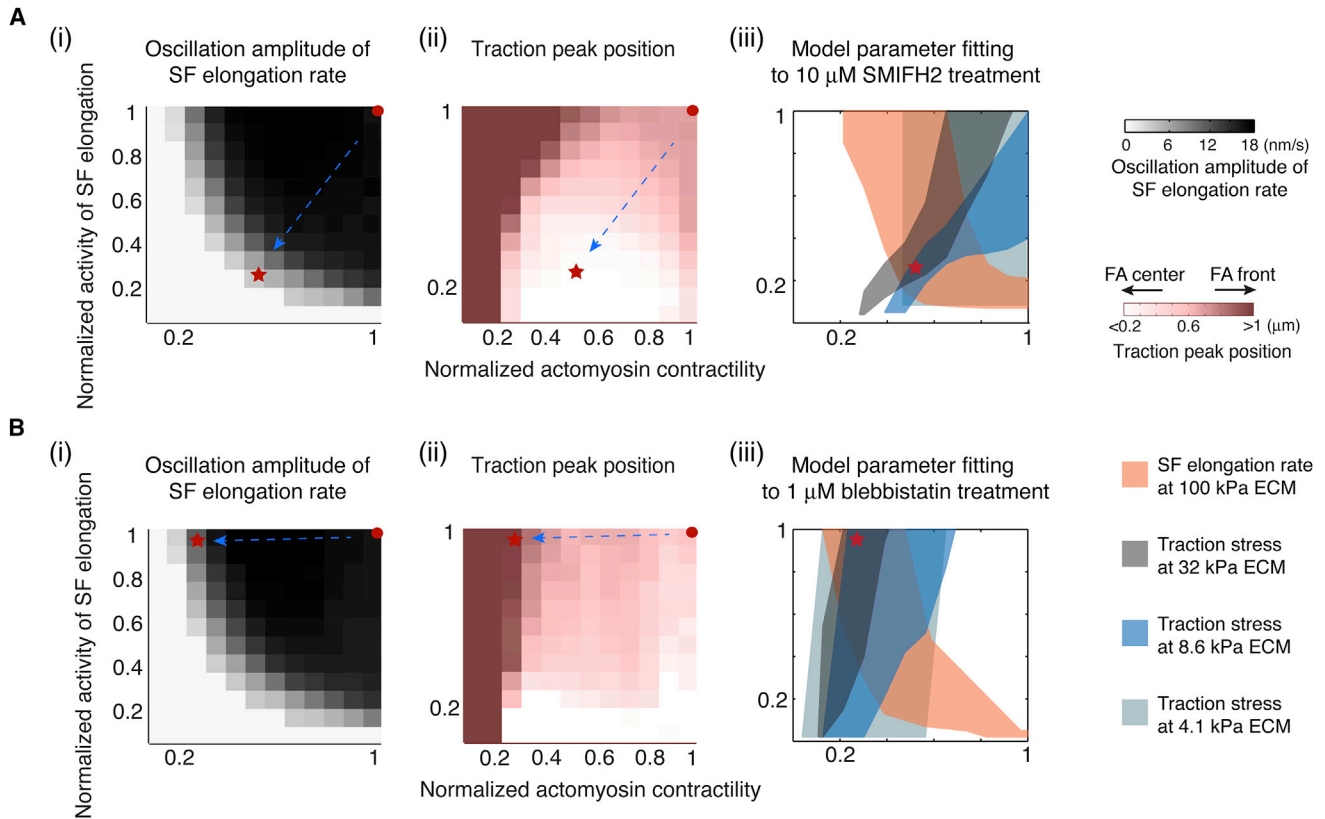 A
(i)
Oscillation amplitude of
SF elongation rate
(ii)
Traction peak position
(iii)
Model parameter fitting
to 10 μM SMIFH2 treatment
Normalized activity of SF elongation
1
0.8
0.6
0.4
0.2
0.2
1
1
0.2
0.2 0.4 0.6 0.8 1
Normalized actomyosin contractility
1
0.2
0.2
1
0 6 12 18 (nm/s)
Oscillation amplitude of
SF elongation rate
FA center FA front
<0.2 0.6 >1 (μm)
Traction peak position
B
(i)
Oscillation amplitude of
SF elongation rate
(ii)
Traction peak position
(iii)
Model parameter fitting
to 1 μM blebbistatin treatment
Normalized activity of SF elongation
1
0.8
0.6
0.4
0.2
0.2
1
1
0.2
0.2 0.4 0.6 0.8 1
Normalized actomyosin contractility
1
0.2
0.2
1
SF elongation rate
at 100 kPa ECM
Traction stress
at 32 kPa ECM
Traction stress
at 8.6 kPa ECM
Traction stress
at 4.1 kPa ECM